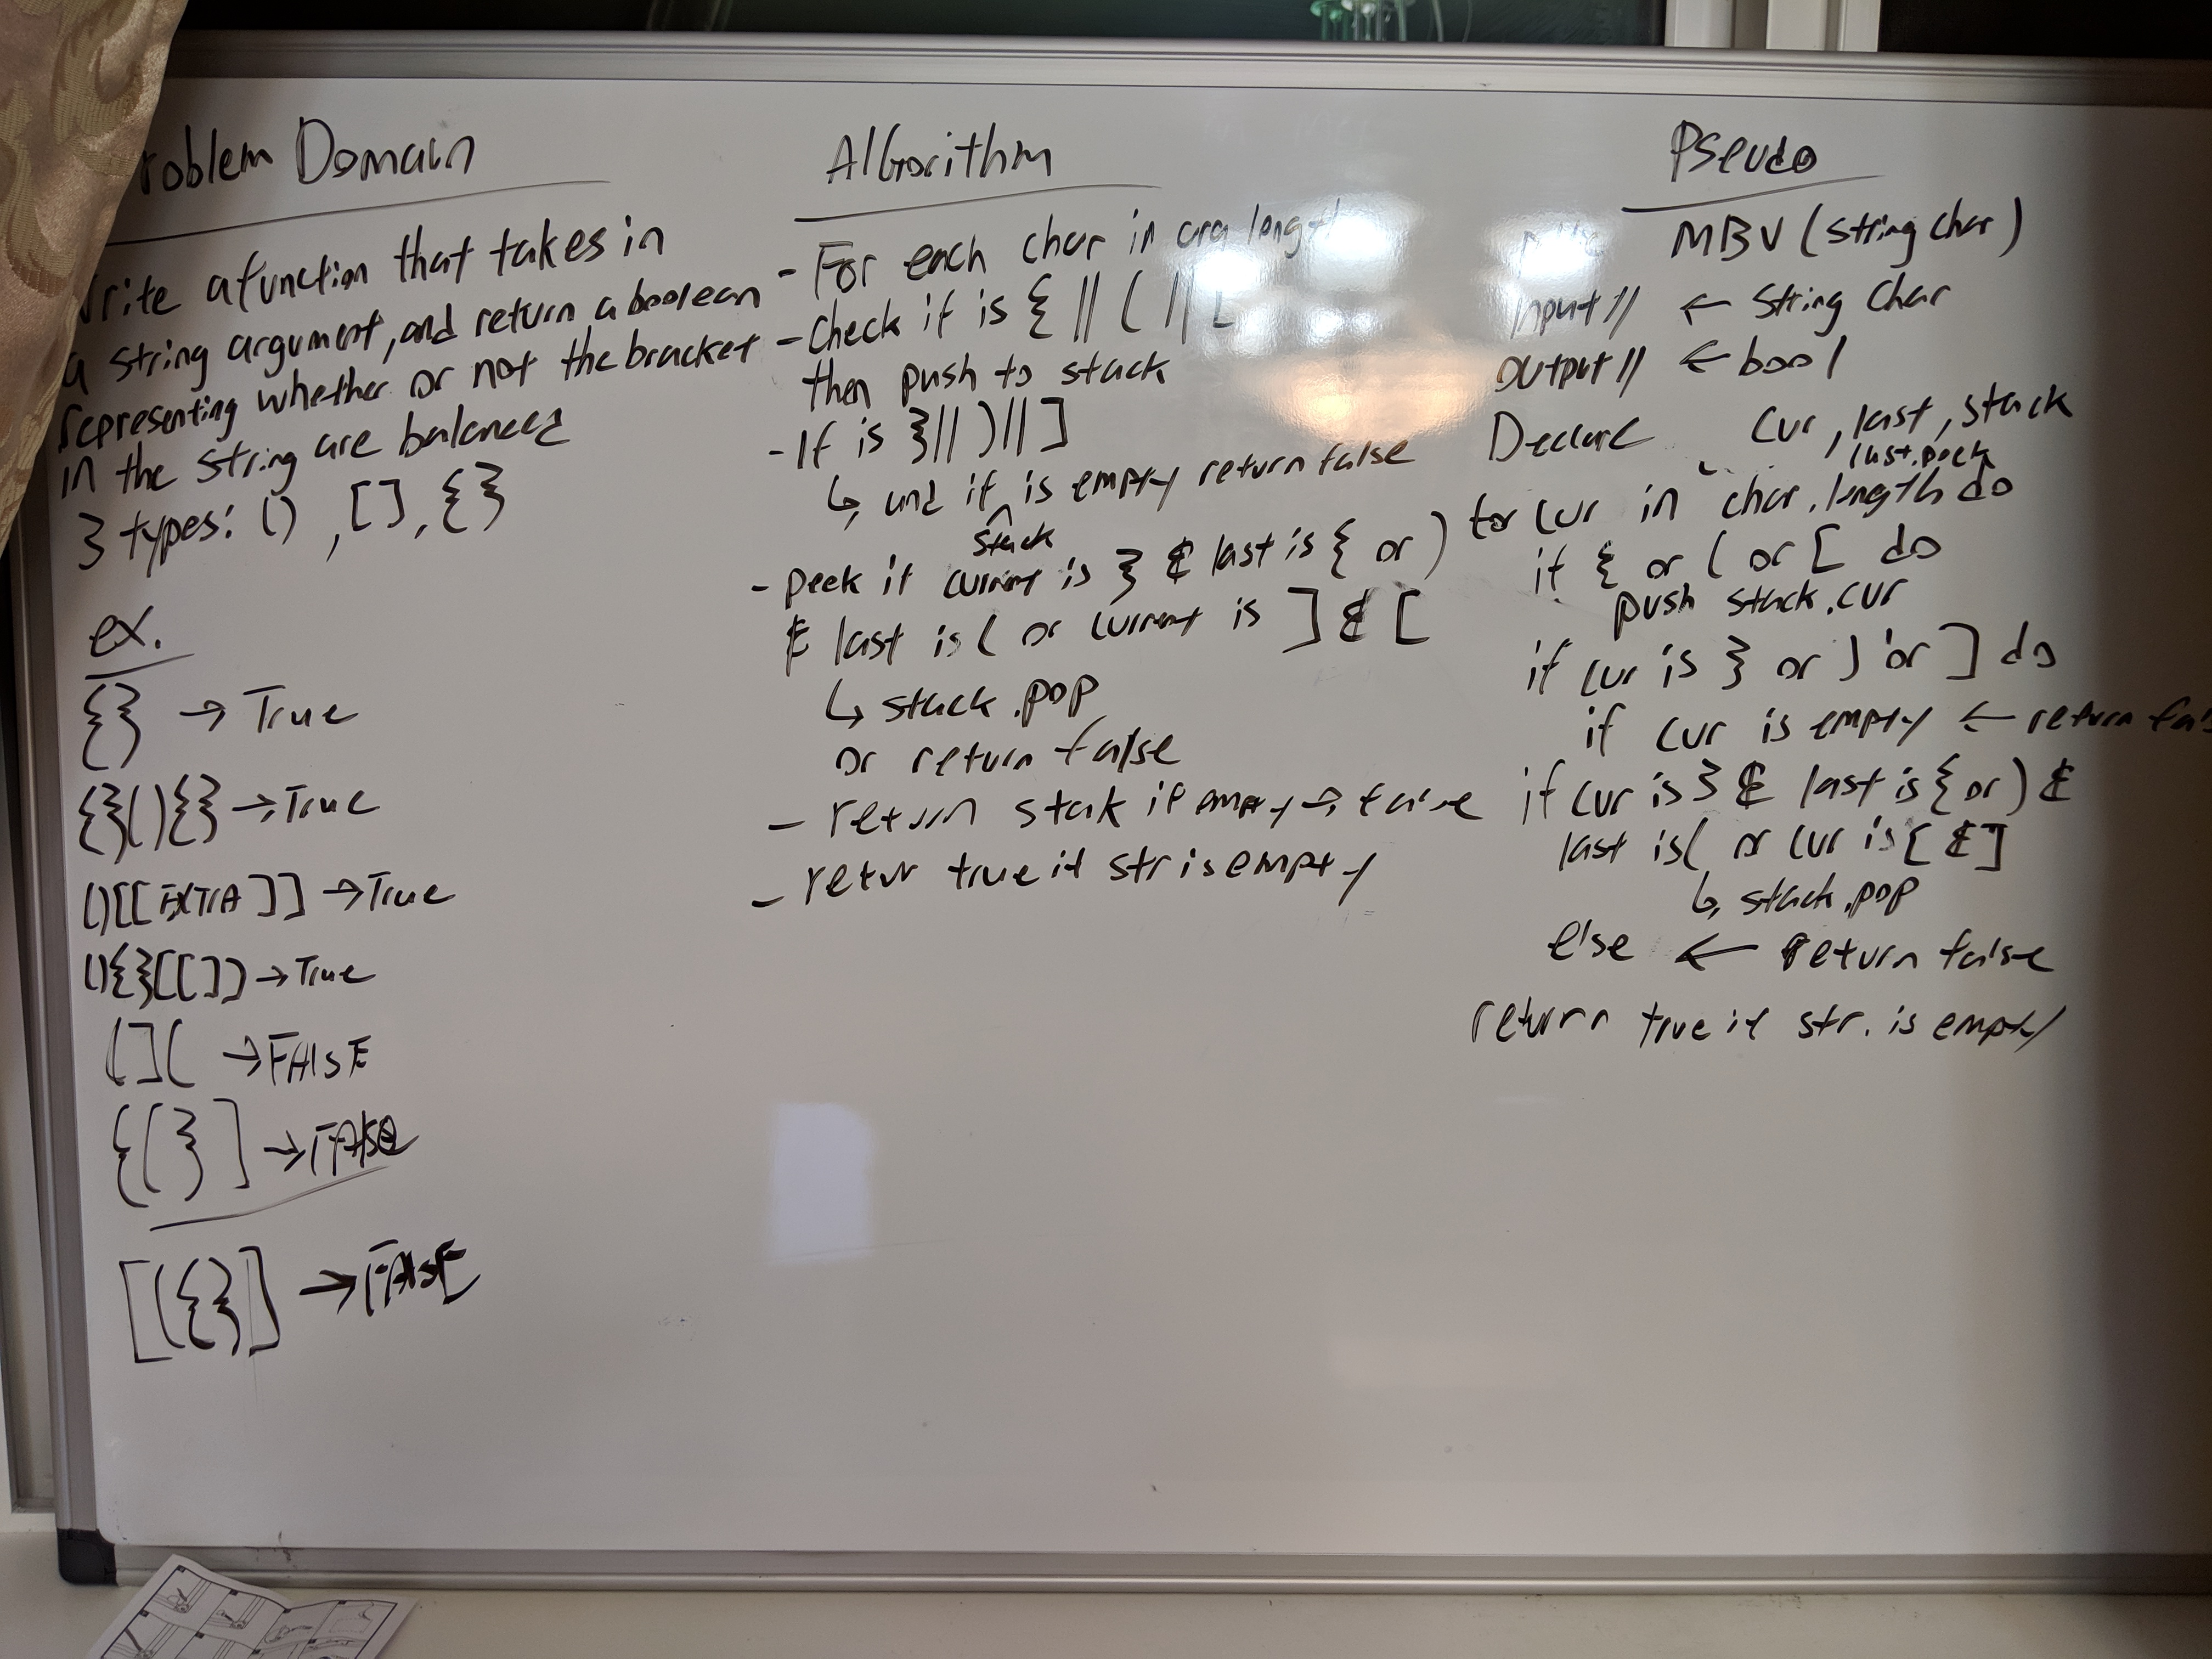 roblem Domain
rite a function that takes in
a string argument, and return a boolean
representing whether or not the bracket
in the string are balanced
3 types: () , [] , {}
ex.
{} → True
{}(){} → True
()[[EXTRA]] → True
(){}[[]] → True
[]( → FAlSE
{(} ] → FAlSe
[({}] → FAlSE
AlGorithm
- For each char in arg length
- Check if is { || ( || [
then push to stack
- If is } || ) || ]
↳ and if stack is empty return false
- peek if current is } & last is { or )
& last is ( or current is ] & [
↳ stack.pop
or return false
- return stak if empty → false
- retur true if str is empty
Pseudo
MBV (string char)
Input // ← String Char
output // ← bool
Declare Cur, last, stack
last.peek
for cur in char.length do
if { or ( or [ do
push stack.cur
if cur is } or ) or ] do
if cur is empty ← return fals
if cur is } & last is { or ) &
last is ( or cur is [ & ]
↳ stack.pop
else ← return false
return true if str. is empty